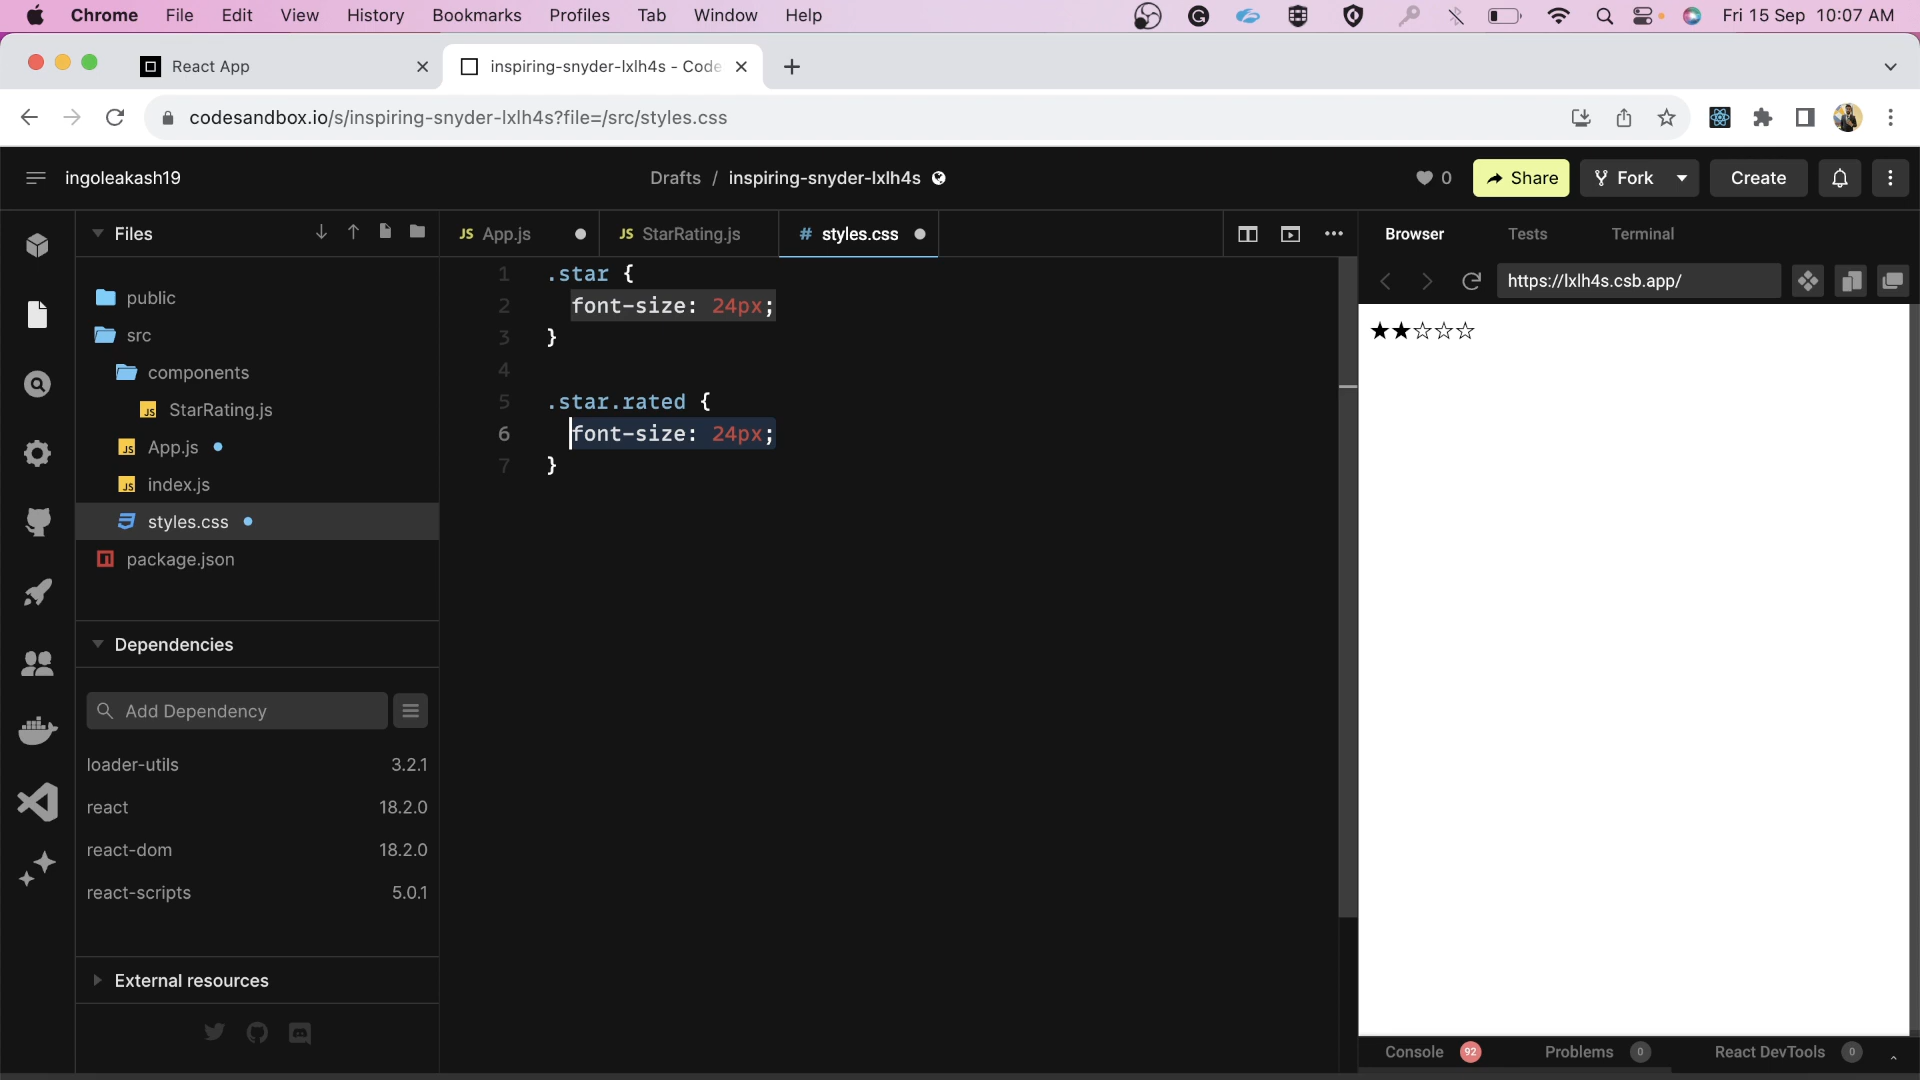 Chrome File Edit View History Bookmarks Profiles Tab Window Help Fri 15 Sep 10:07 AM
React App
inspiring-snyder-lxlh4s - Code
codesandbox.io/s/inspiring-snyder-lxlh4s?file=/src/styles.css
ingoleakash19
Drafts / inspiring-snyder-lxlh4s
0
Share
Fork
Create
Files
JS App.js
JS StarRating.js
# styles.css
Browser Tests Terminal
https://lxlh4s.csb.app/
★★☆☆☆
public
src
components
JS StarRating.js
JS App.js
JS index.js
styles.css
package.json
1 .star {
2 font-size: 24px;
3 }
4
5 .star.rated {
6 font-size: 24px;
7 }
Dependencies
Add Dependency
loader-utils 3.2.1
react 18.2.0
react-dom 18.2.0
react-scripts 5.0.1
External resources
Console 92 Problems 0 React DevTools 0